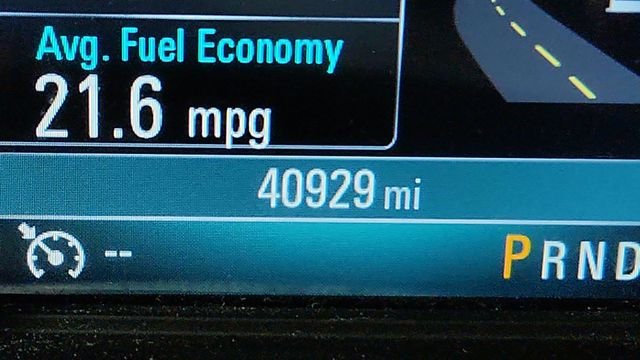 Avg. Fuel Economy
21.6 mpg
40929 mi
--
PRND